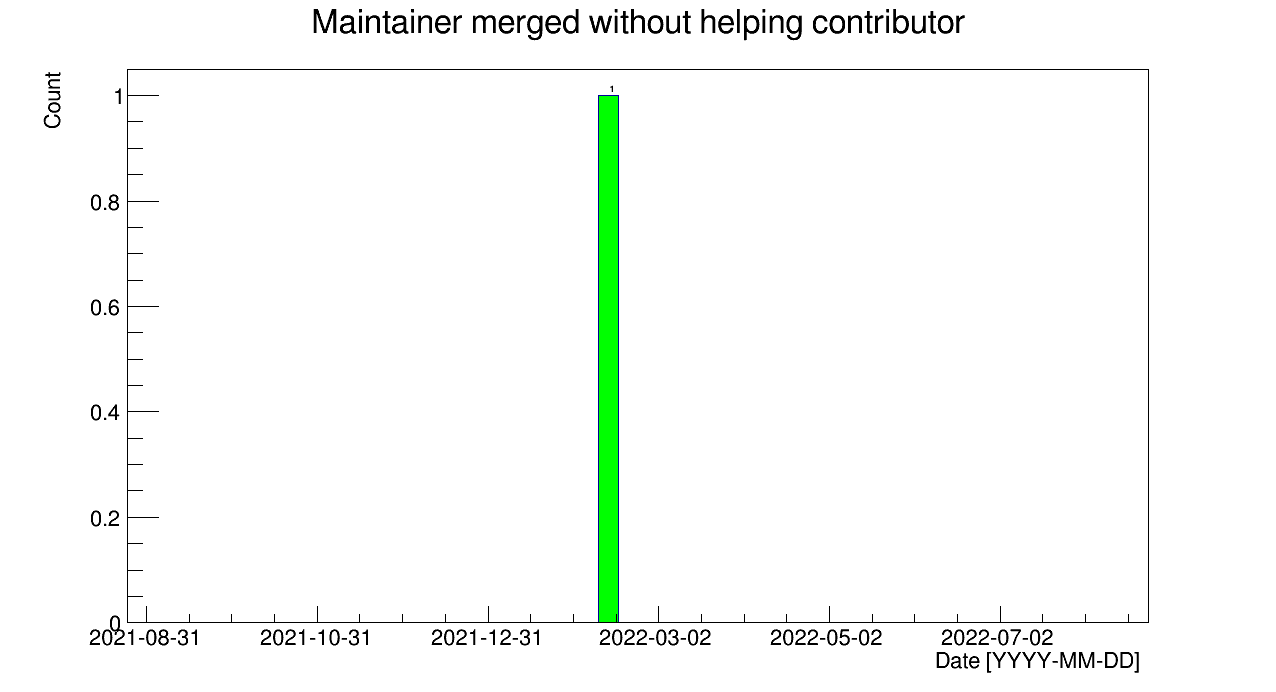 Maintainer merged without helping contributor
Count
1
1
0.8
0.6
0.4
0.2
0
2021-08-31 2021-10-31 2021-12-31 2022-03-02 2022-05-02 2022-07-02
Date [YYYY-MM-DD]